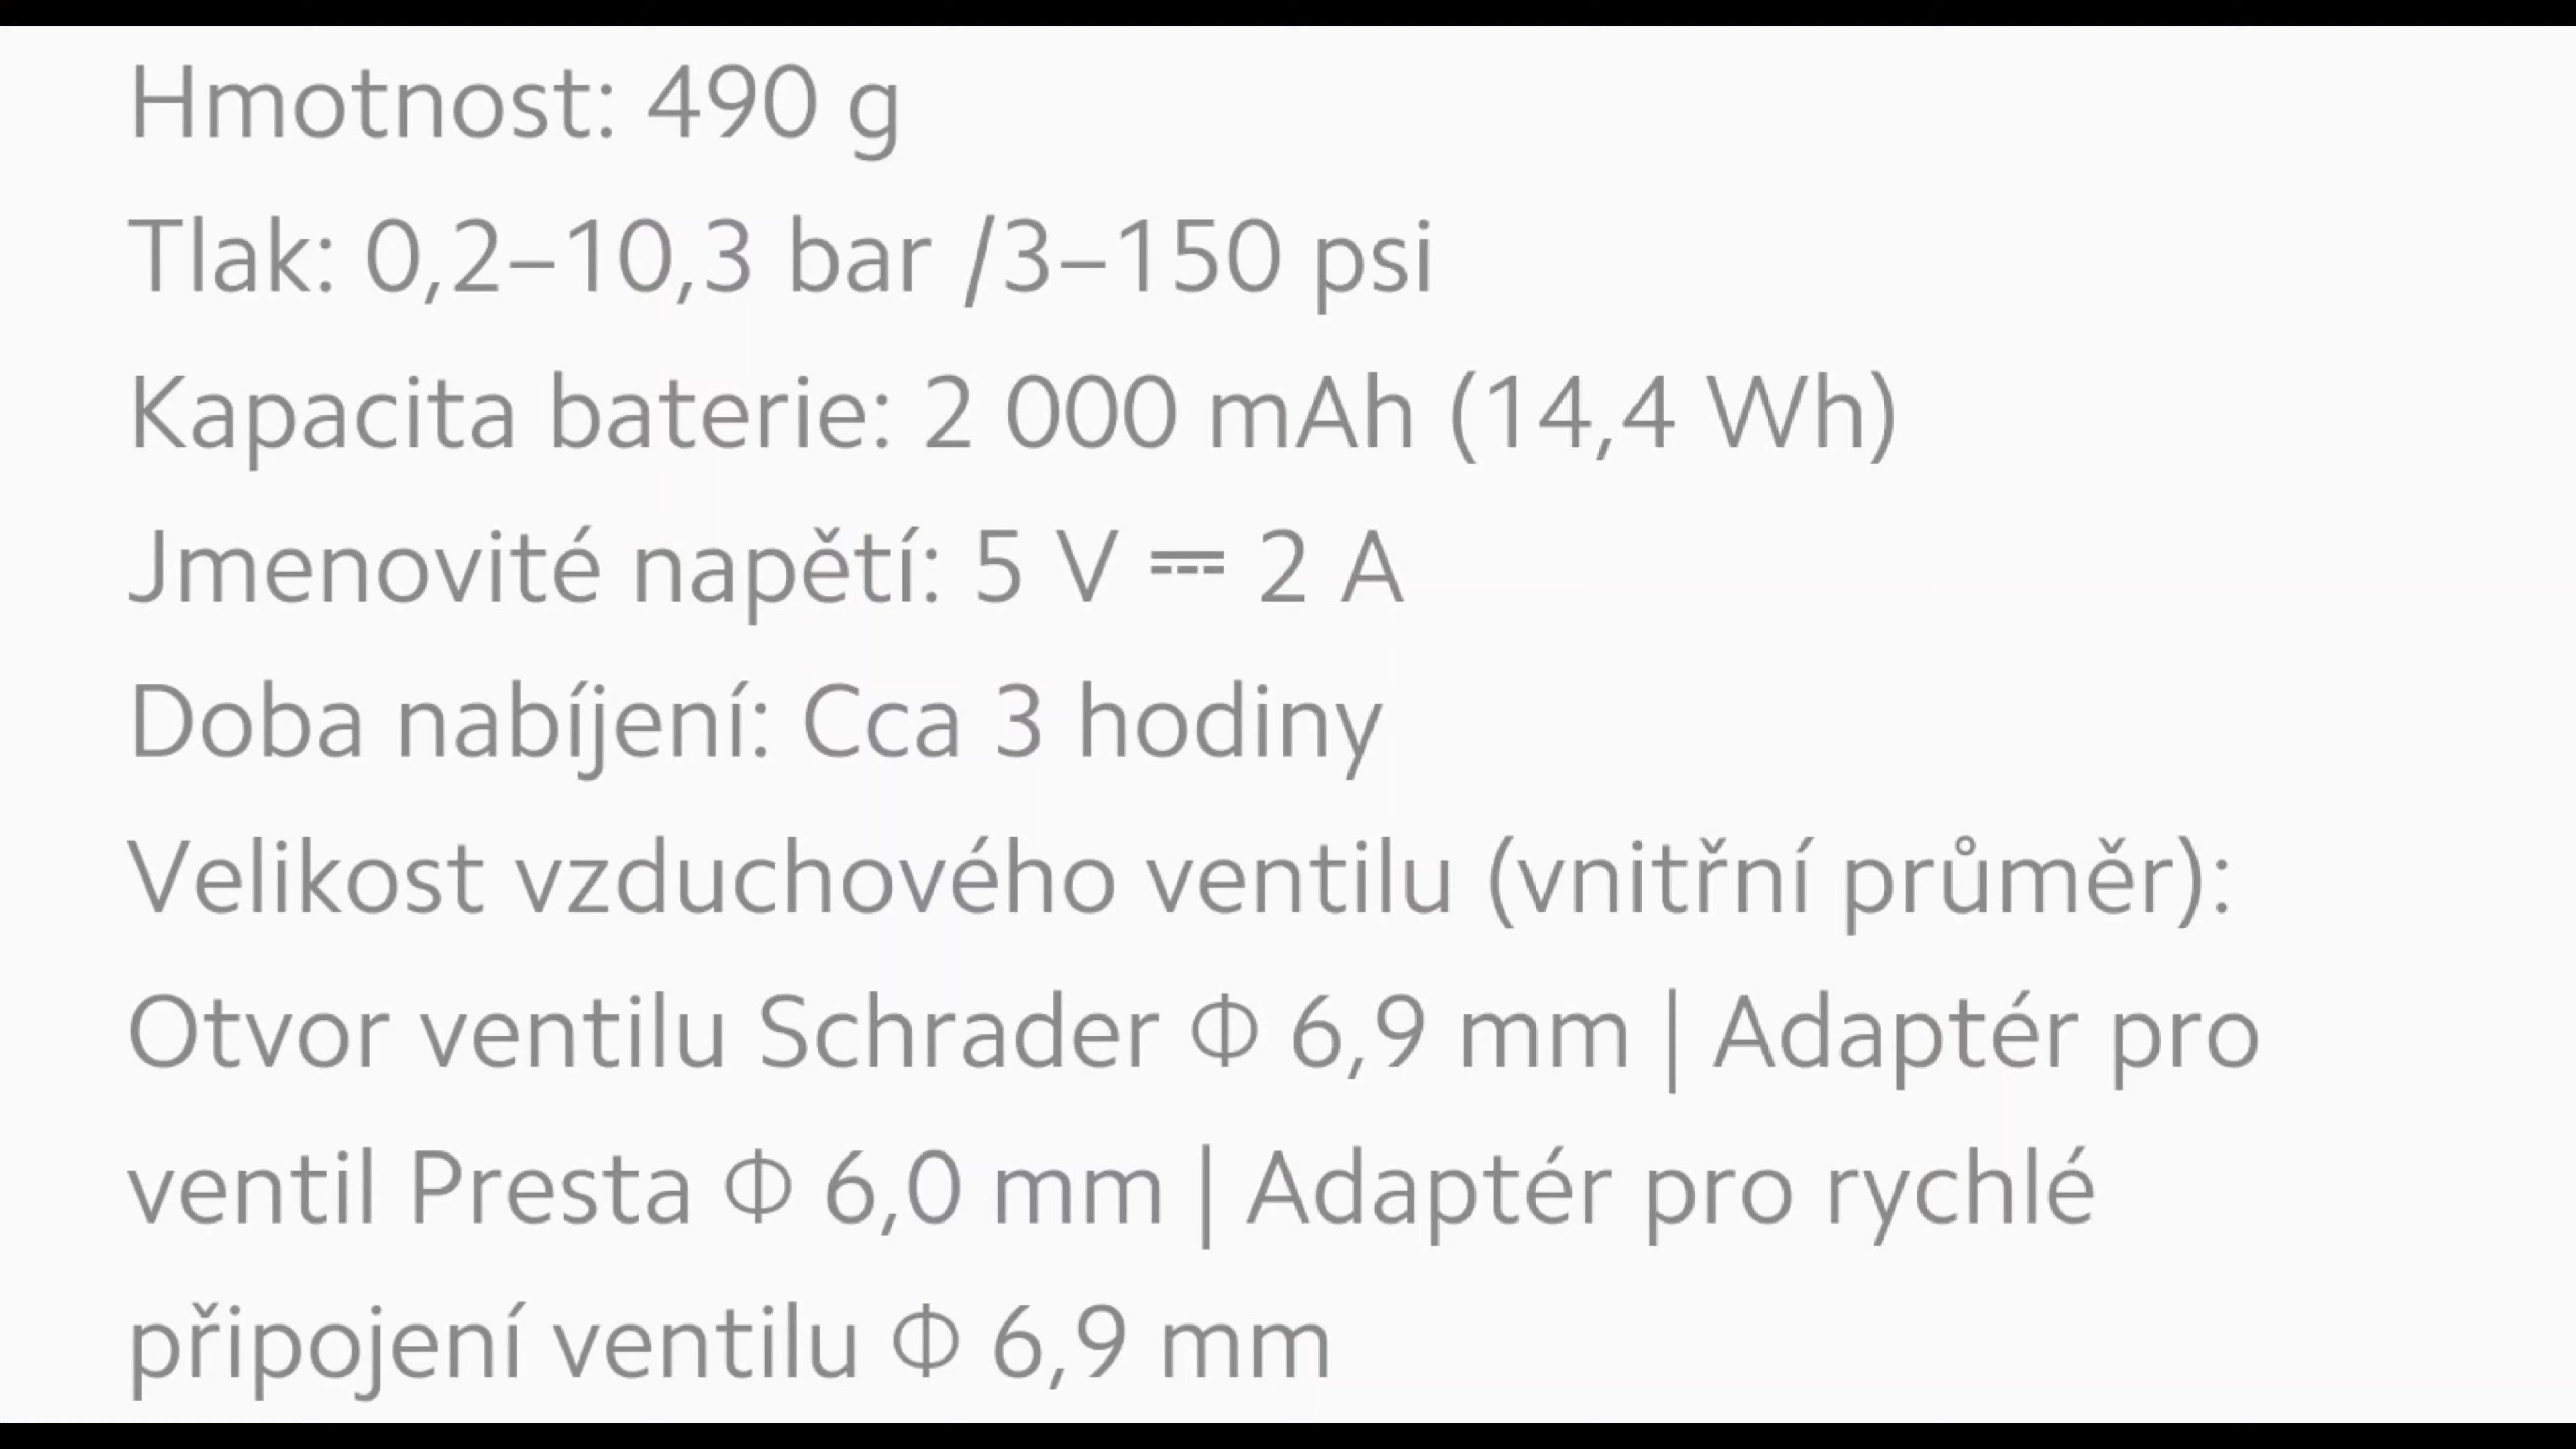 Hmotnost: 490 g
Tlak: 0,2–10,3 bar /3–150 psi
Kapacita baterie: 2 000 mAh (14,4 Wh)
Jmenovité napětí: 5 V ⎓ 2 A
Doba nabíjení: Cca 3 hodiny
Velikost vzduchového ventilu (vnitřní průměr):
Otvor ventilu Schrader Φ 6,9 mm | Adaptér pro
ventil Presta Φ 6,0 mm | Adaptér pro rychlé
připojení ventilu Φ 6,9 mm